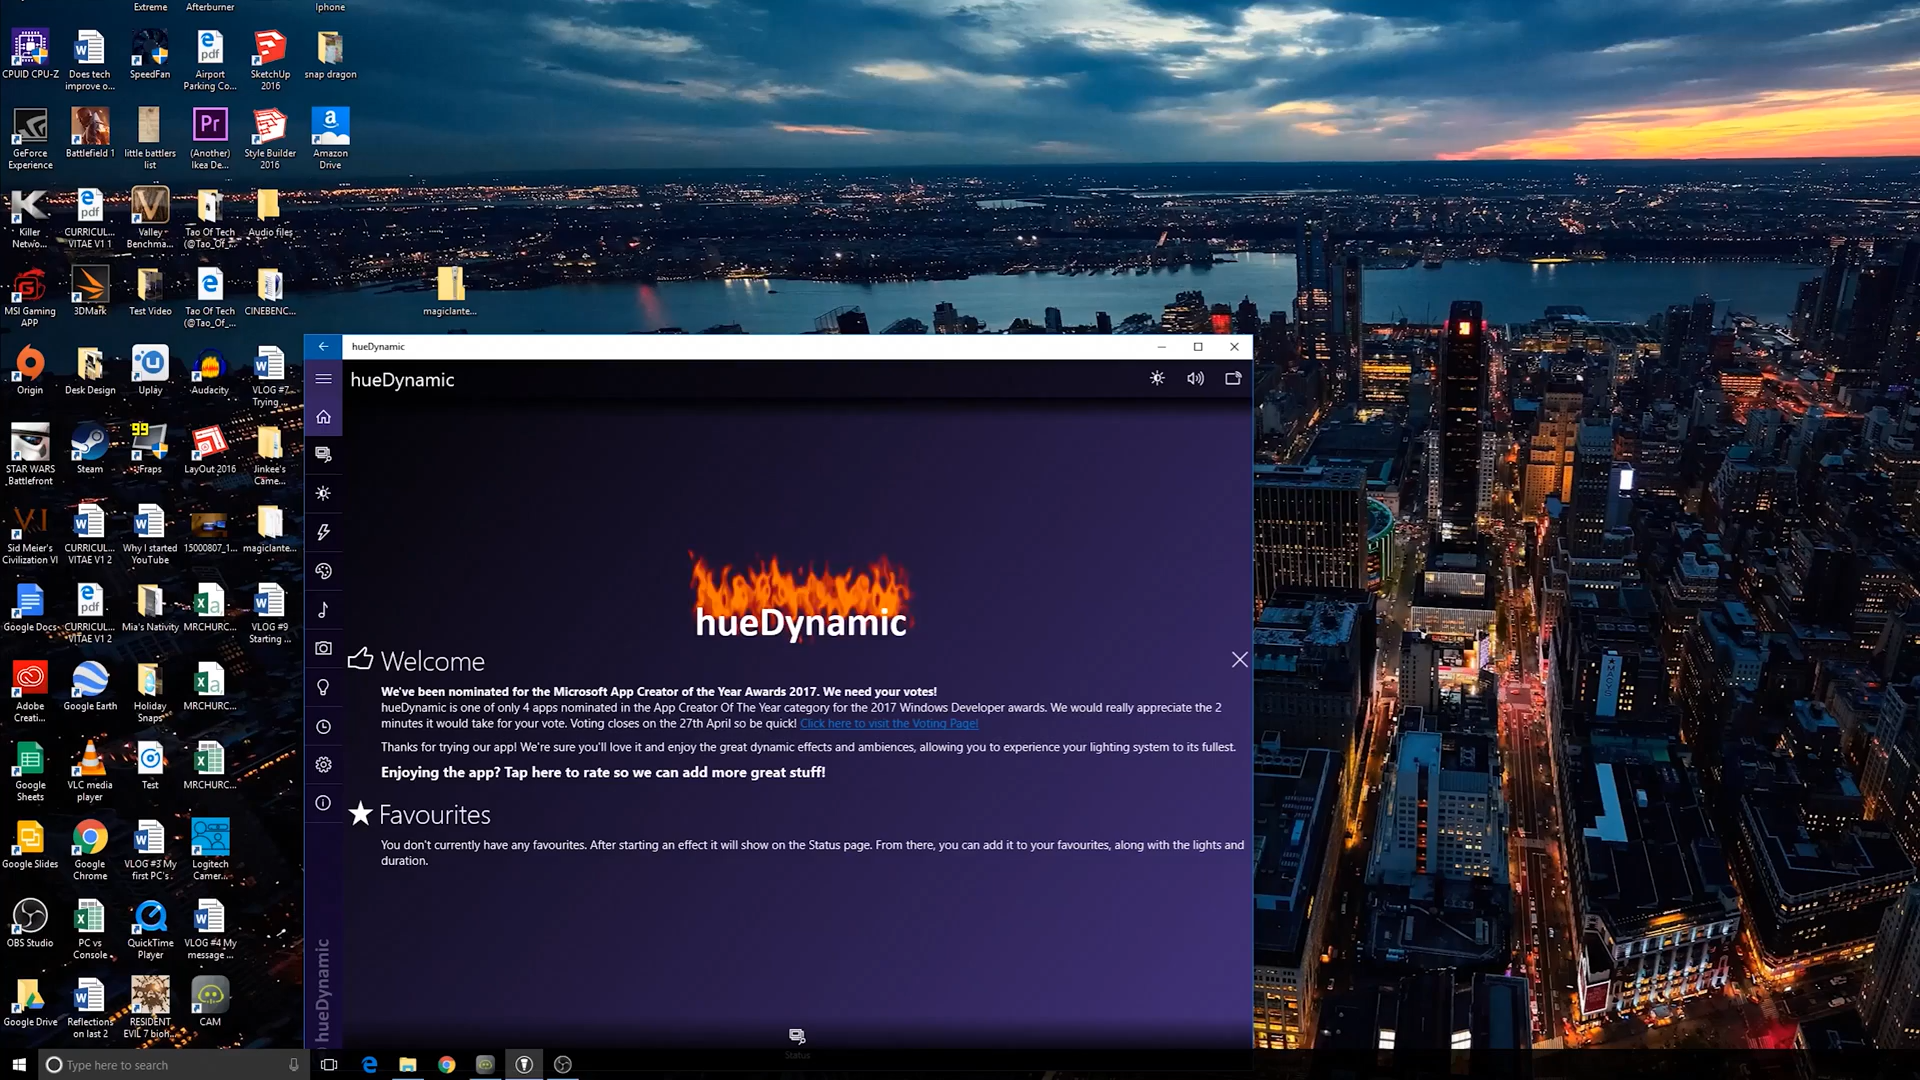 Extreme
Afterburner
Iphone
CPUID CPU-Z
Does tech
improve o...
SpeedFan
Airport
Parking Co...
SketchUp
2016
snap dragon
GeForce
Experience
Battlefield 1
little battlers
list
(Another)
Ikea De...
Style Builder
2016
Amazon
Drive
Killer
Netwo...
CURRICUL...
VITAE V1 1
Valley
Benchma...
Tao Of Tech
(@Tao_Of_...
Audio files
MSI Gaming
APP
3DMark
Test Video
Tao Of Tech
(@Tao_Of_...
CINEBENC...
magiclante...
Origin
Desk Design
Uplay
Audacity
VLOG #7
Trying ...
STAR WARS
Battlefront
Steam
99
Fraps
LayOut 2016
Jinkee's
Came...
Sid Meier's
Civilization VI
CURRICUL...
VITAE V1 2
Why I started
YouTube
15000807_1...
magiclante...
Google Docs
CURRICUL...
VITAE V1 2
Mia's Nativity
MRCHURC...
VLOG #9
Starting ...
Adobe
Creati...
Google Earth
Holiday
Snaps
MRCHURC...
Google
Sheets
VLC media
player
Test
MRCHURC...
Google Slides
Google
Chrome
VLOG #3 My
first PC's ...
Logitech
Camer...
OBS Studio
PC vs
Console ...
QuickTime
Player
VLOG #4 My
message ...
Google Drive
Reflections
on last 2 ...
RESIDENT
EVIL 7 bioh...
CAM
hueDynamic
hueDynamic
hueDynamic
Welcome
We've been nominated for the Microsoft App Creator of the Year Awards 2017. We need your votes!
hueDynamic is one of only 4 apps nominated in the App Creator Of The Year category for the 2017 Windows Developer awards. We would really appreciate the 2
minutes it would take for your vote. Voting closes on the 27th April so be quick! Click here to visit the Voting Page!
Thanks for trying our app! We're sure you'll love it and enjoy the great dynamic effects and ambiences, allowing you to experience your lighting system to its fullest.
Enjoying the app? Tap here to rate so we can add more great stuff!
Favourites
You don't currently have any favourites. After starting an effect it will show on the Status page. From there, you can add it to your favourites, along with the lights and
duration.
hueDynamic
Status
Type here to search